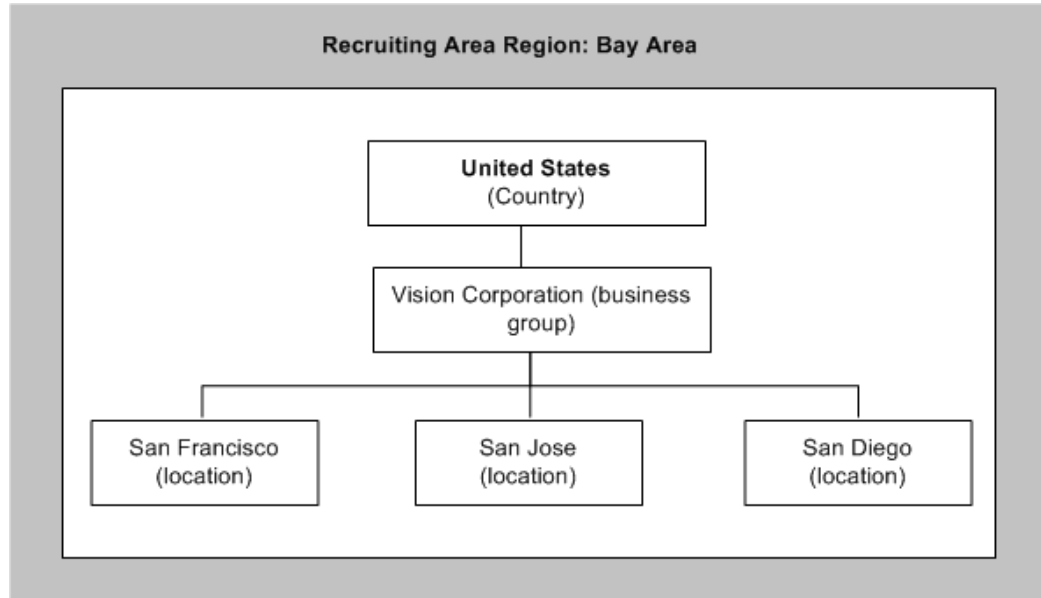 Recruiting Area Region: Bay Area
United States
(Country)
Vision Corporation (business
group)
San Francisco
(location)
San Jose
(location)
San Diego
(location)